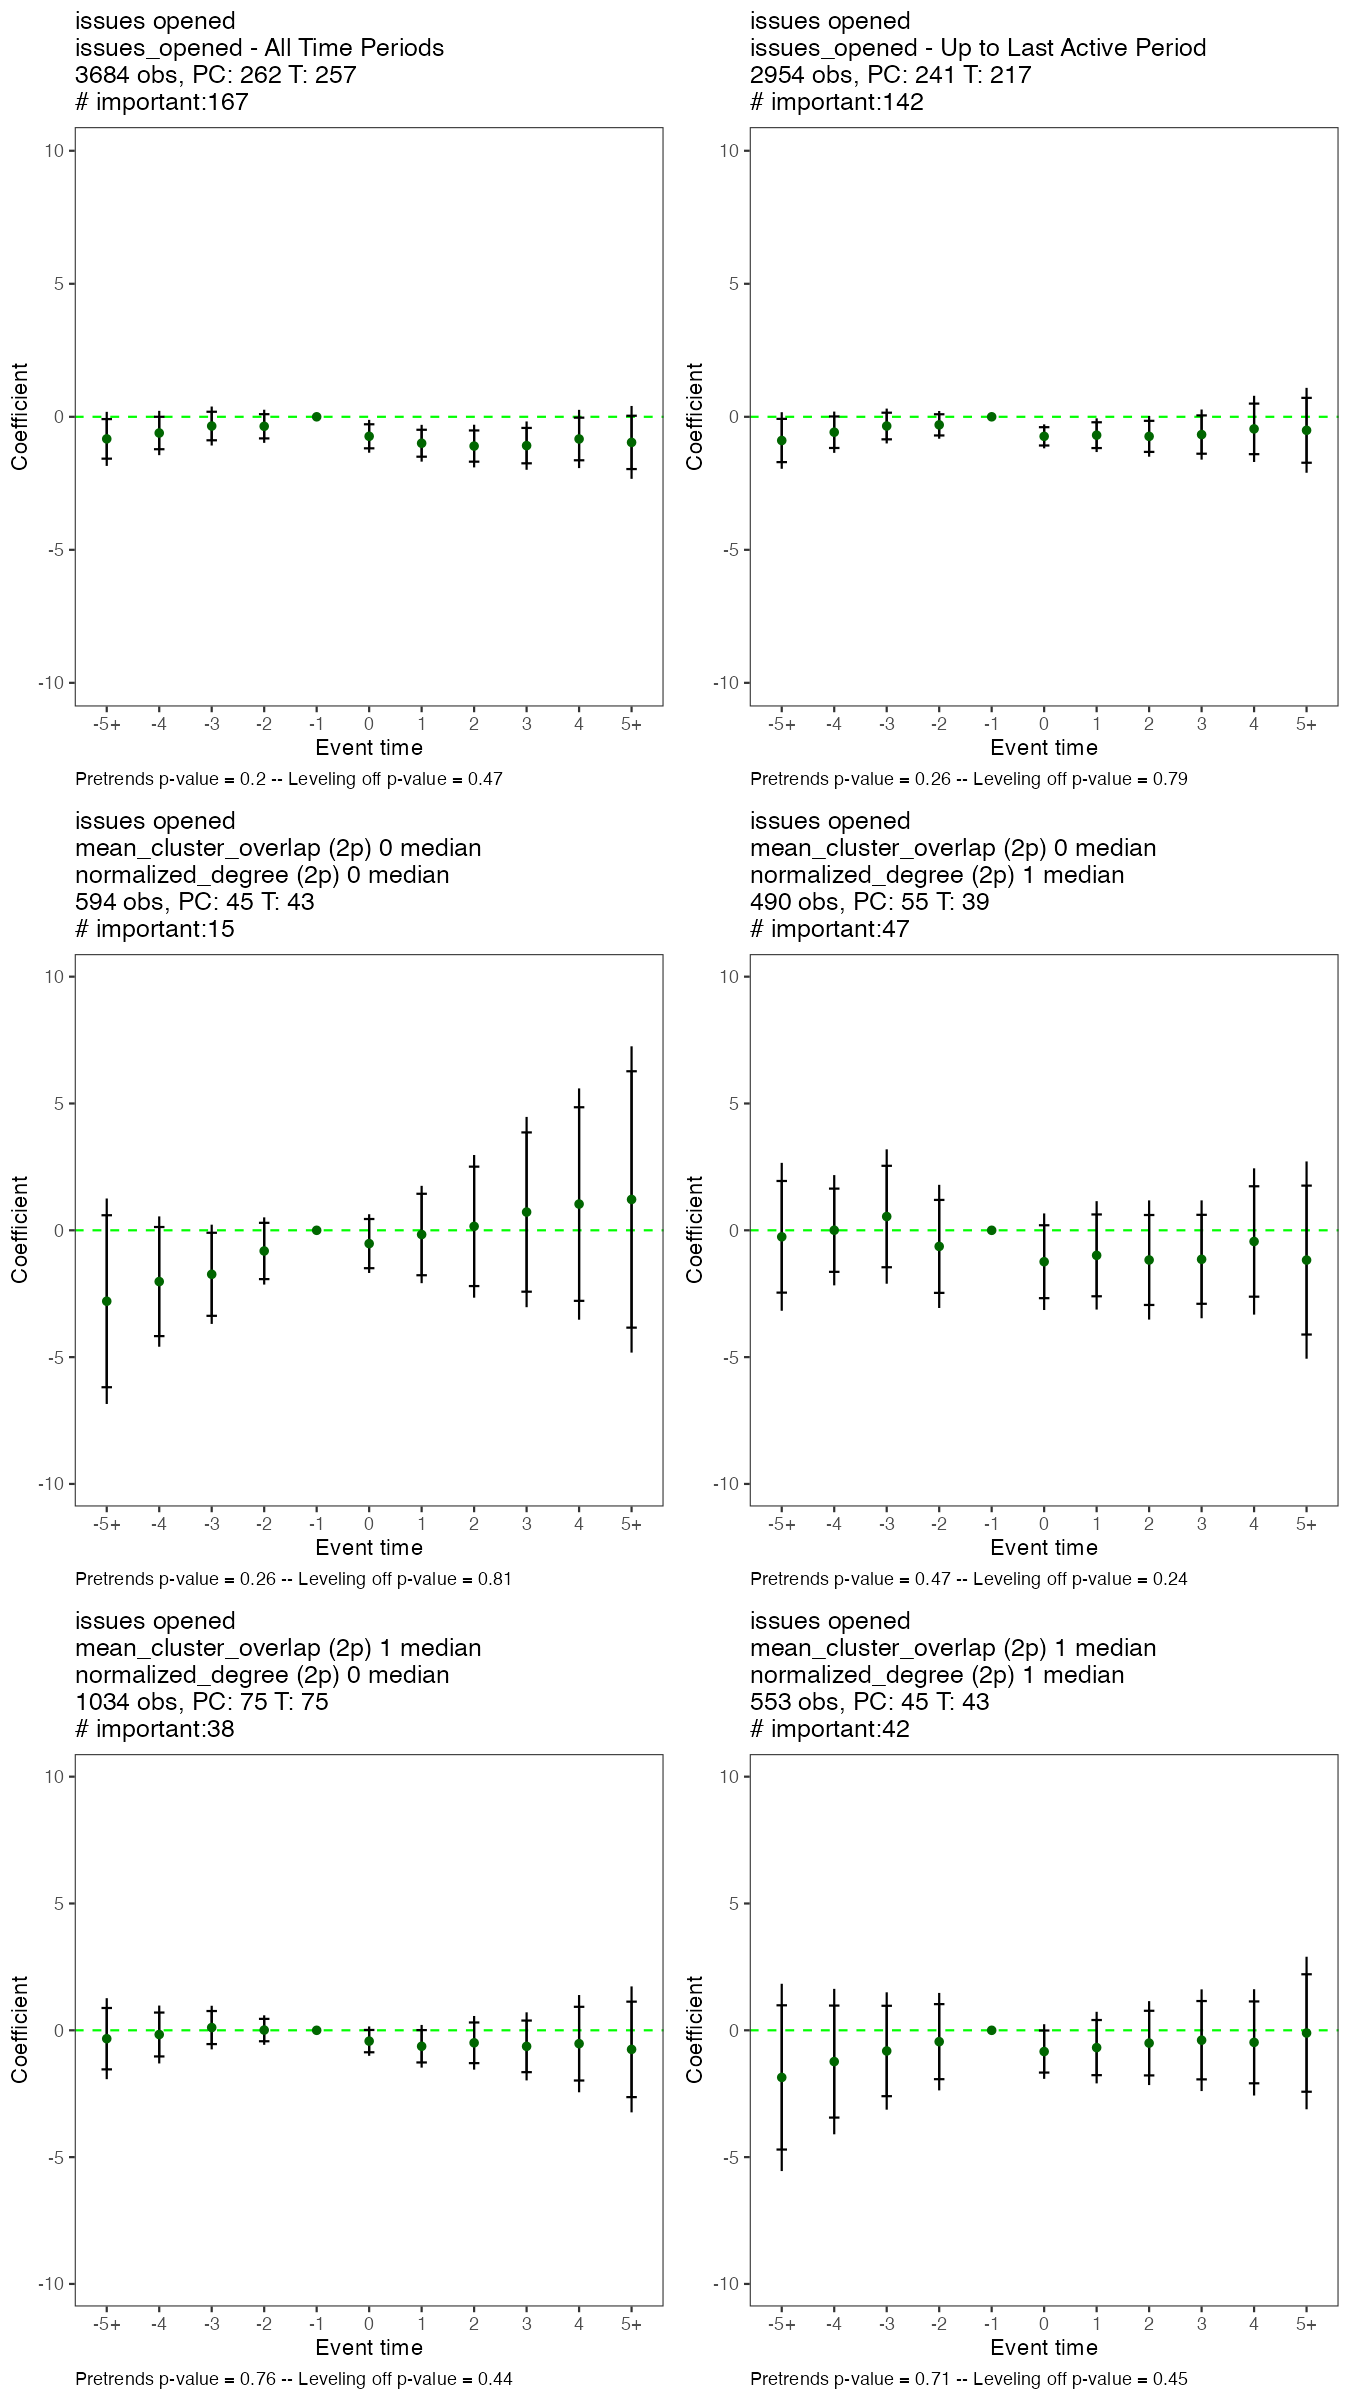 issues opened
issues_opened - All Time Periods
3684 obs, PC: 262 T: 257
# important:167
10
5
0
-5
-10
Coefficient
-5+ -4 -3 -2 -1 0 1 2 3 4 5+
Event time
Pretrends p-value = 0.2 -- Leveling off p-value = 0.47
issues opened
issues_opened - Up to Last Active Period
2954 obs, PC: 241 T: 217
# important:142
10
5
0
-5
-10
Coefficient
-5+ -4 -3 -2 -1 0 1 2 3 4 5+
Event time
Pretrends p-value = 0.26 -- Leveling off p-value = 0.79
issues opened
mean_cluster_overlap (2p) 0 median
normalized_degree (2p) 0 median
594 obs, PC: 45 T: 43
# important:15
10
5
0
-5
-10
Coefficient
-5+ -4 -3 -2 -1 0 1 2 3 4 5+
Event time
Pretrends p-value = 0.26 -- Leveling off p-value = 0.81
issues opened
mean_cluster_overlap (2p) 0 median
normalized_degree (2p) 1 median
490 obs, PC: 55 T: 39
# important:47
10
5
0
-5
-10
Coefficient
-5+ -4 -3 -2 -1 0 1 2 3 4 5+
Event time
Pretrends p-value = 0.47 -- Leveling off p-value = 0.24
issues opened
mean_cluster_overlap (2p) 1 median
normalized_degree (2p) 0 median
1034 obs, PC: 75 T: 75
# important:38
10
5
0
-5
-10
Coefficient
-5+ -4 -3 -2 -1 0 1 2 3 4 5+
Event time
Pretrends p-value = 0.76 -- Leveling off p-value = 0.44
issues opened
mean_cluster_overlap (2p) 1 median
normalized_degree (2p) 1 median
553 obs, PC: 45 T: 43
# important:42
10
5
0
-5
-10
Coefficient
-5+ -4 -3 -2 -1 0 1 2 3 4 5+
Event time
Pretrends p-value = 0.71 -- Leveling off p-value = 0.45